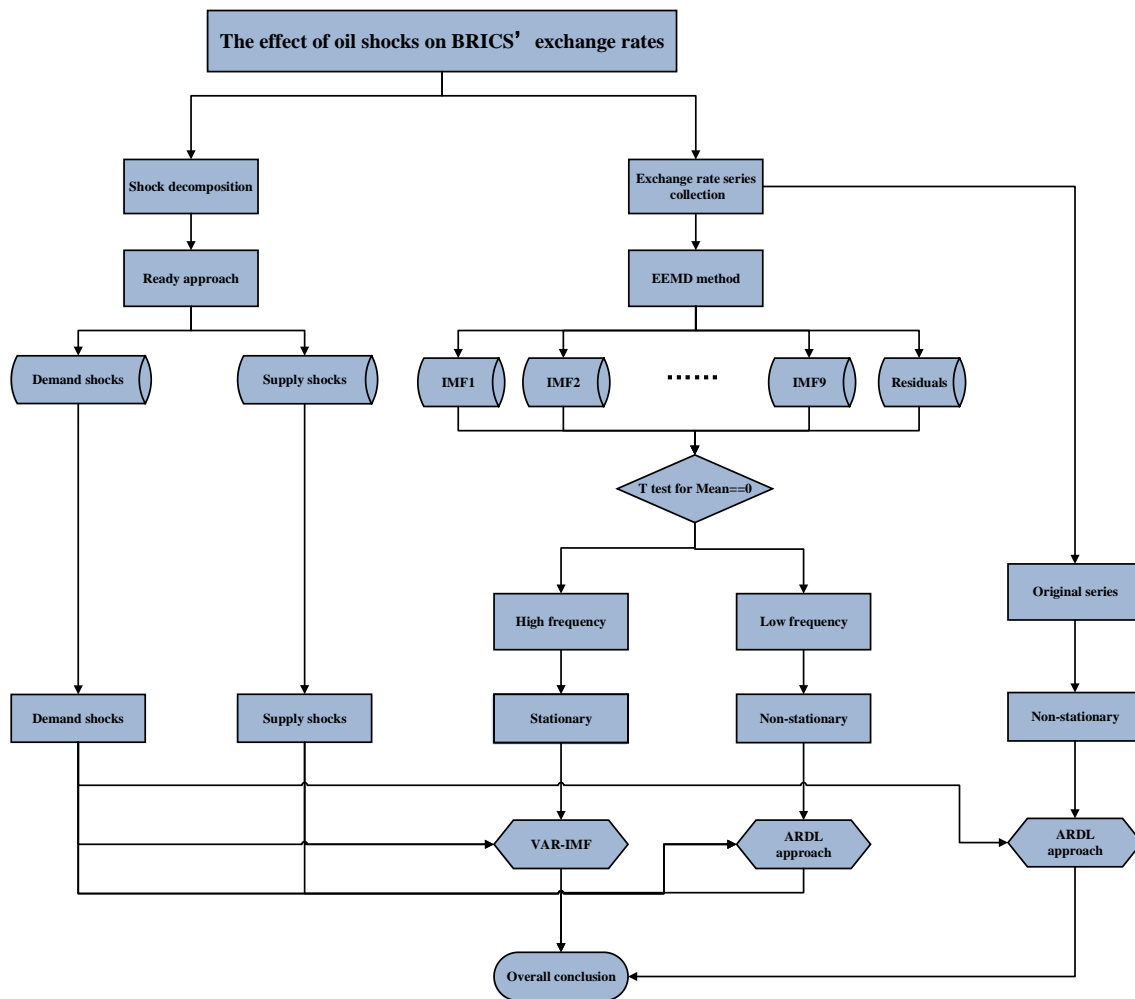 The effect of oil shocks on BRICS’ exchange rates
Shock decomposition
Exchange rate series
collection
Ready approach
EEMD method
Demand shocks
Supply shocks
IMF1
IMF2
......
IMF9
Residuals
T test for Mean==0
High frequency
Low frequency
Original series
Demand shocks
Supply shocks
Stationary
Non-stationary
Non-stationary
VAR-IMF
ARDL
approach
ARDL
approach
Overall conclusion